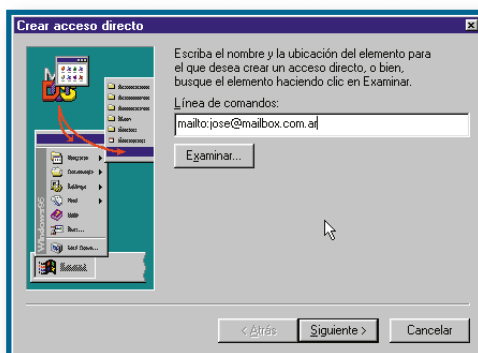 Crear acceso directo
Escriba el nombre y la ubicación del elemento para
el que desea crear un acceso directo, o bien,
busque el elemento haciendo clic en Examinar.
Línea de comandos:
mailto:jose@mailbox.com.ar
Examinar...
Windows95
< Atrás
Siguiente >
Cancelar